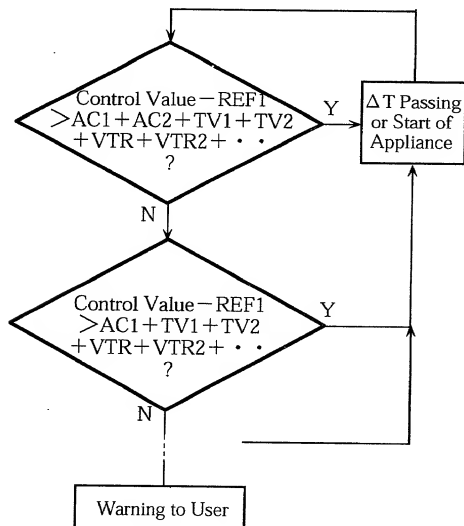 Control Value－REF1
>AC1＋AC2＋TV1＋TV2
＋VTR＋VTR2＋・・
?
Y
ΔT Passing
or Start of
Appliance
N
Control Value－REF1
>AC1＋TV1＋TV2
＋VTR＋VTR2＋・・
?
Y
N
Warning to User